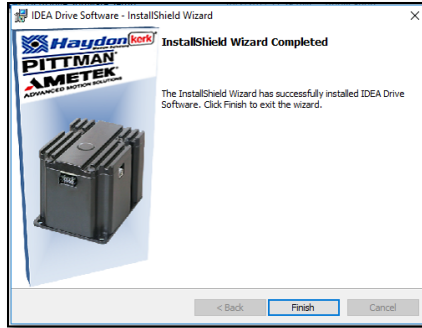 IDEA Drive Software - InstallShield Wizard
Haydon kerk
PITTMAN
AMETEK
ADVANCED MOTION SOLUTIONS
InstallShield Wizard Completed
The InstallShield Wizard has successfully installed IDEA Drive
Software. Click Finish to exit the wizard.
< Back
Finish
Cancel